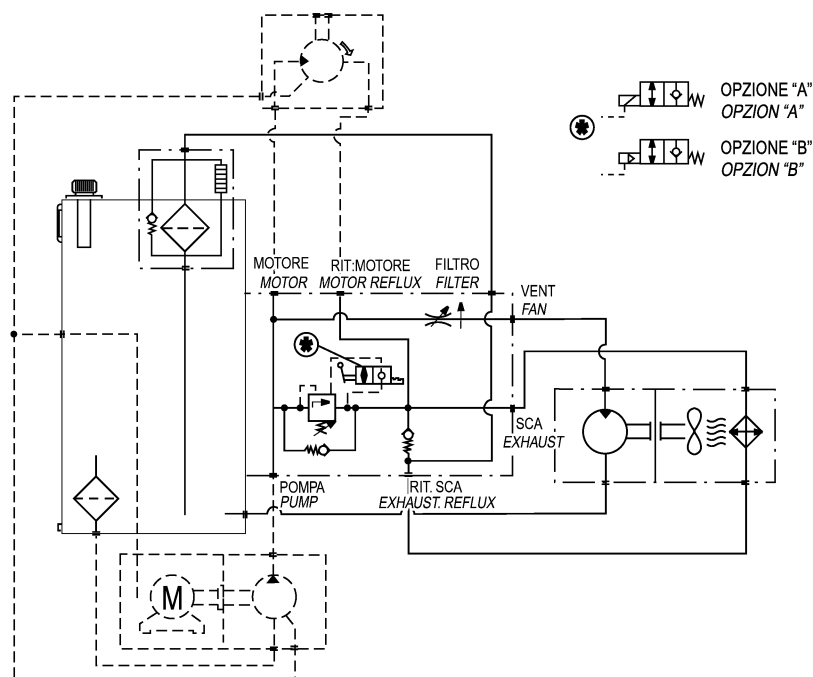 OPZIONE “A”
OPZION “A”
OPZIONE “B”
OPZION “B”
MOTORE
MOTOR
RIT:MOTORE
MOTOR REFLUX
FILTRO
FILTER
VENT
FAN
SCA
EXHAUST
POMPA
PUMP
RIT. SCA
EXHAUST. REFLUX
M